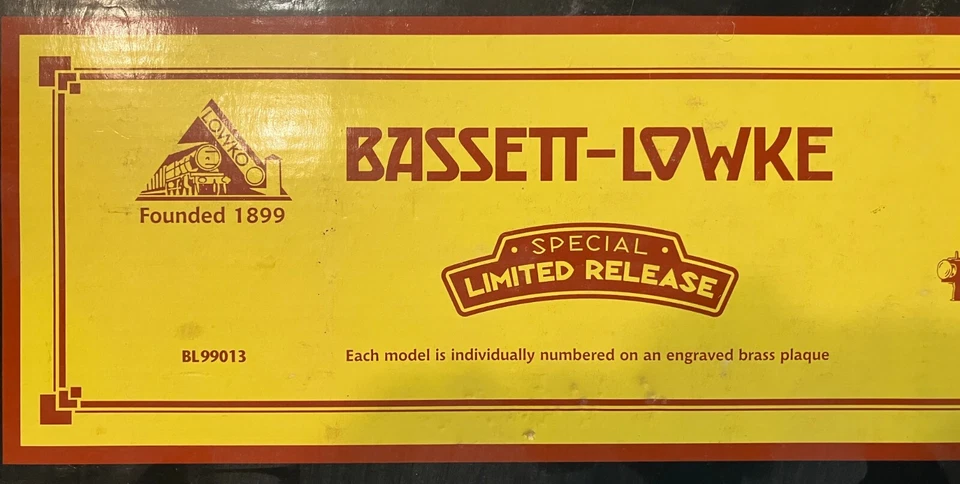 LOWKO
Founded 1899
BASSETT-LOWKE
• SPECIAL •
LIMITED RELEASE
BL99013
Each model is individually numbered on an engraved brass plaque